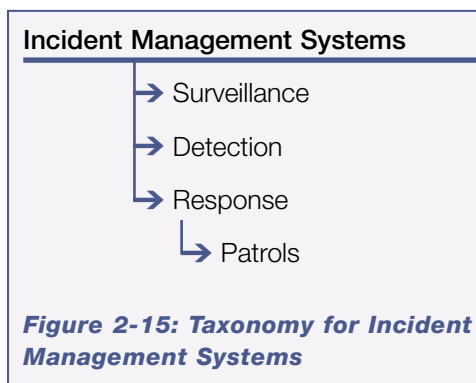 Incident Management Systems
Surveillance
Detection
Response
Patrols
Figure 2-15: Taxonomy for Incident
Management Systems